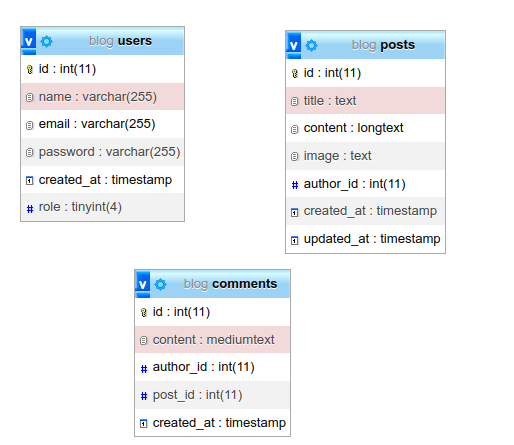 v blog users
id : int(11)
name : varchar(255)
email : varchar(255)
password : varchar(255)
created_at : timestamp
# role : tinyint(4)
v blog posts
id : int(11)
title : text
content : longtext
image : text
# author_id : int(11)
created_at : timestamp
updated_at : timestamp
v blog comments
id : int(11)
content : mediumtext
# author_id : int(11)
# post_id : int(11)
created_at : timestamp